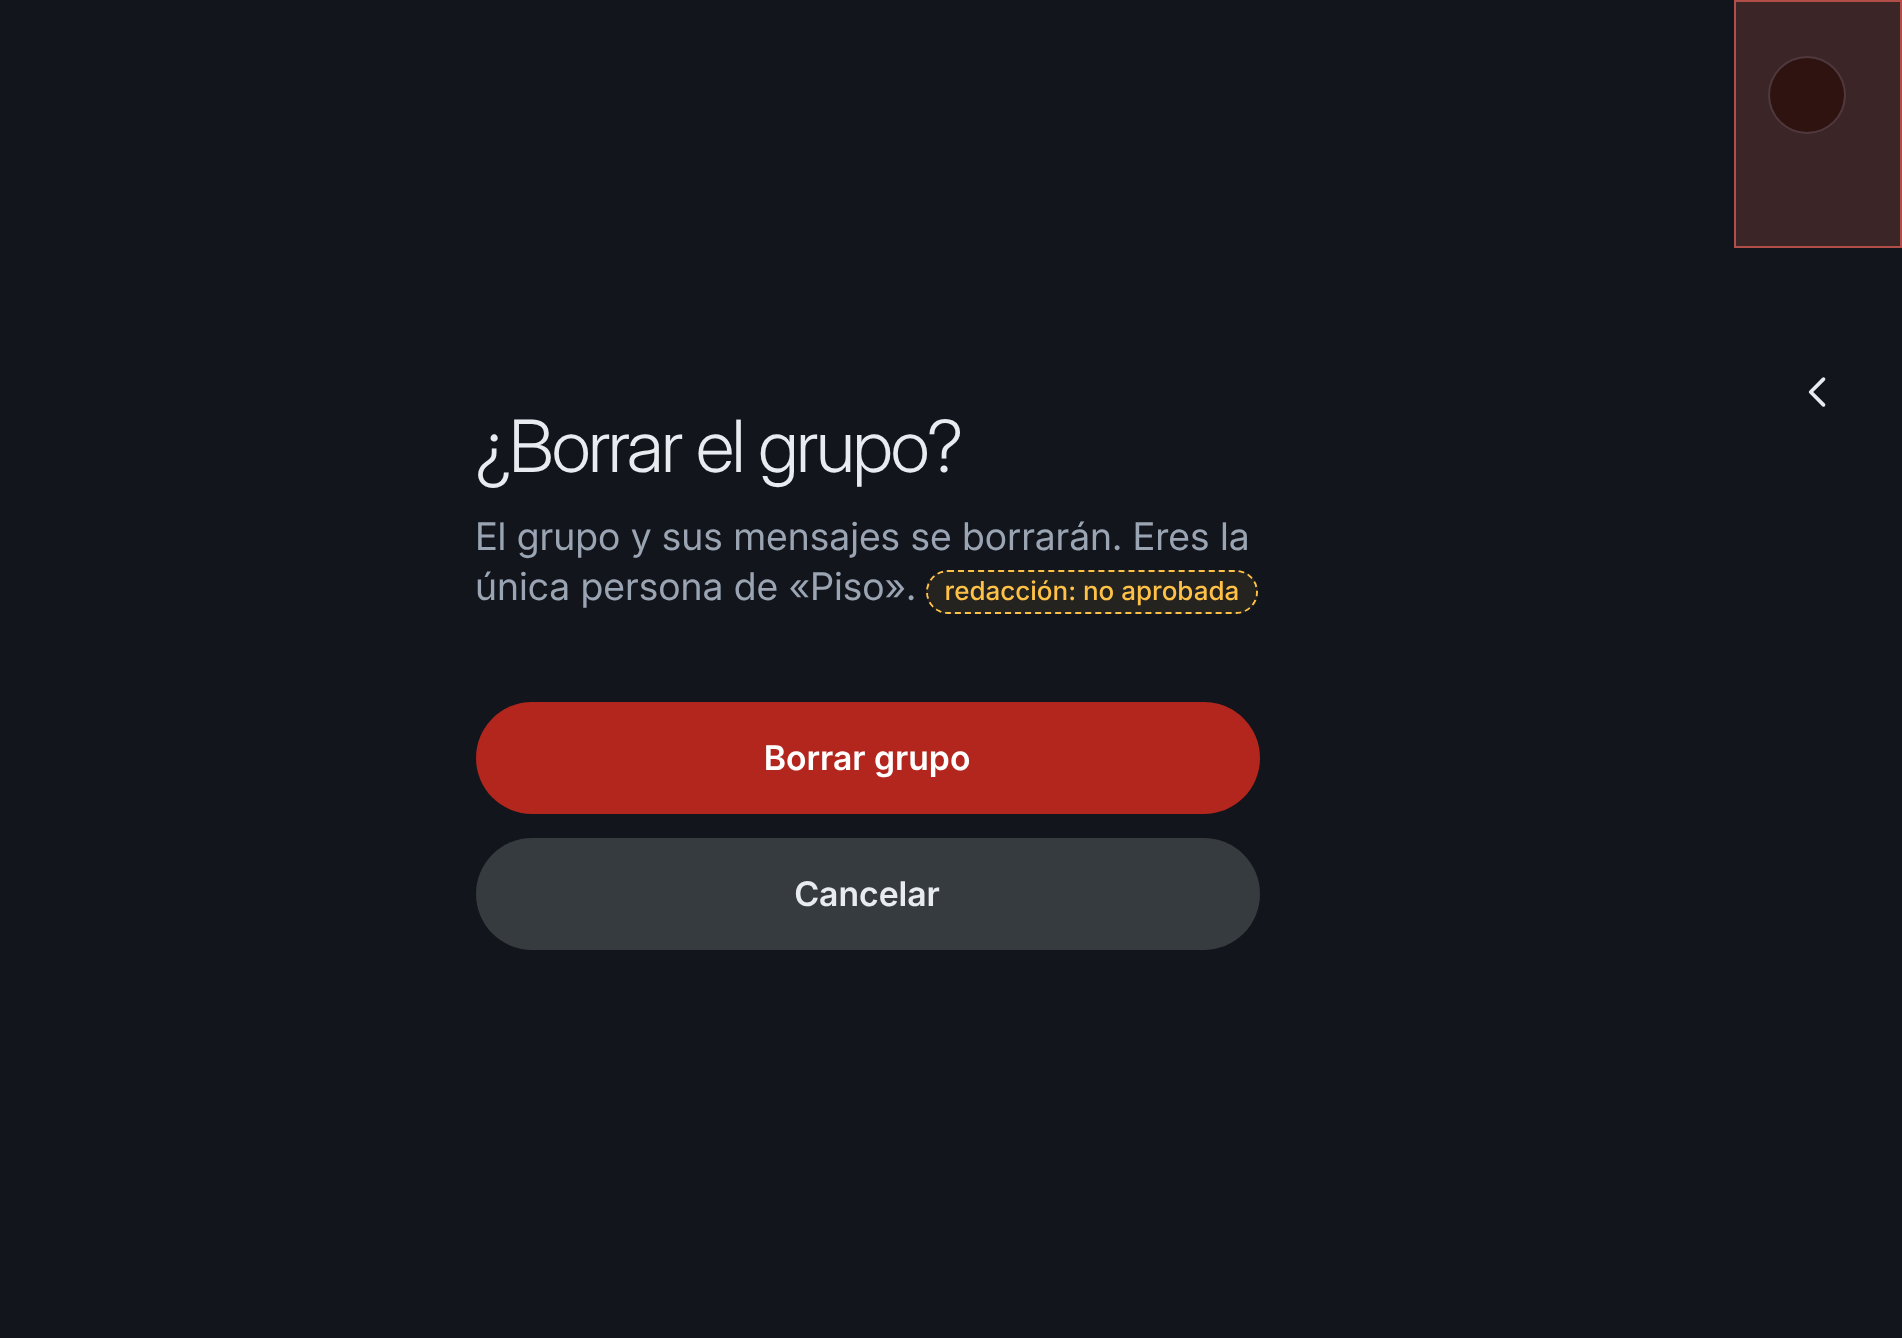 ¿Borrar el grupo?
El grupo y sus mensajes se borrarán. Eres la
única persona de «Piso». redacción: no aprobada
Borrar grupo
Cancelar